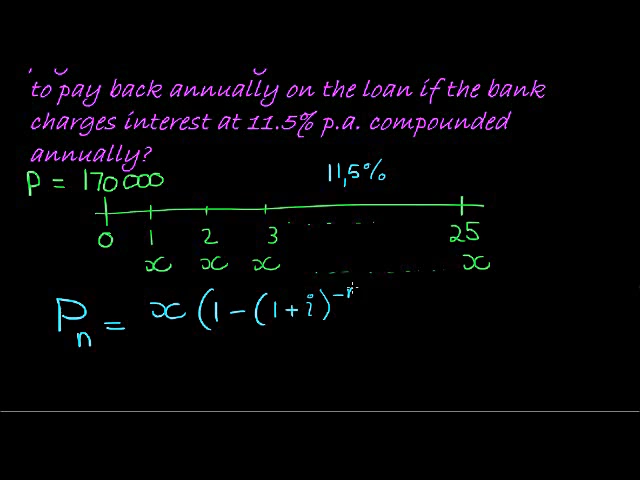 to pay back annually on the loan if the bank
charges interest at 11.5% p.a. compounded
annually?
P = 170 000
11,5%
0 1 2 3 25
x x x x
Pn = x (1 - (1 + i)^-n